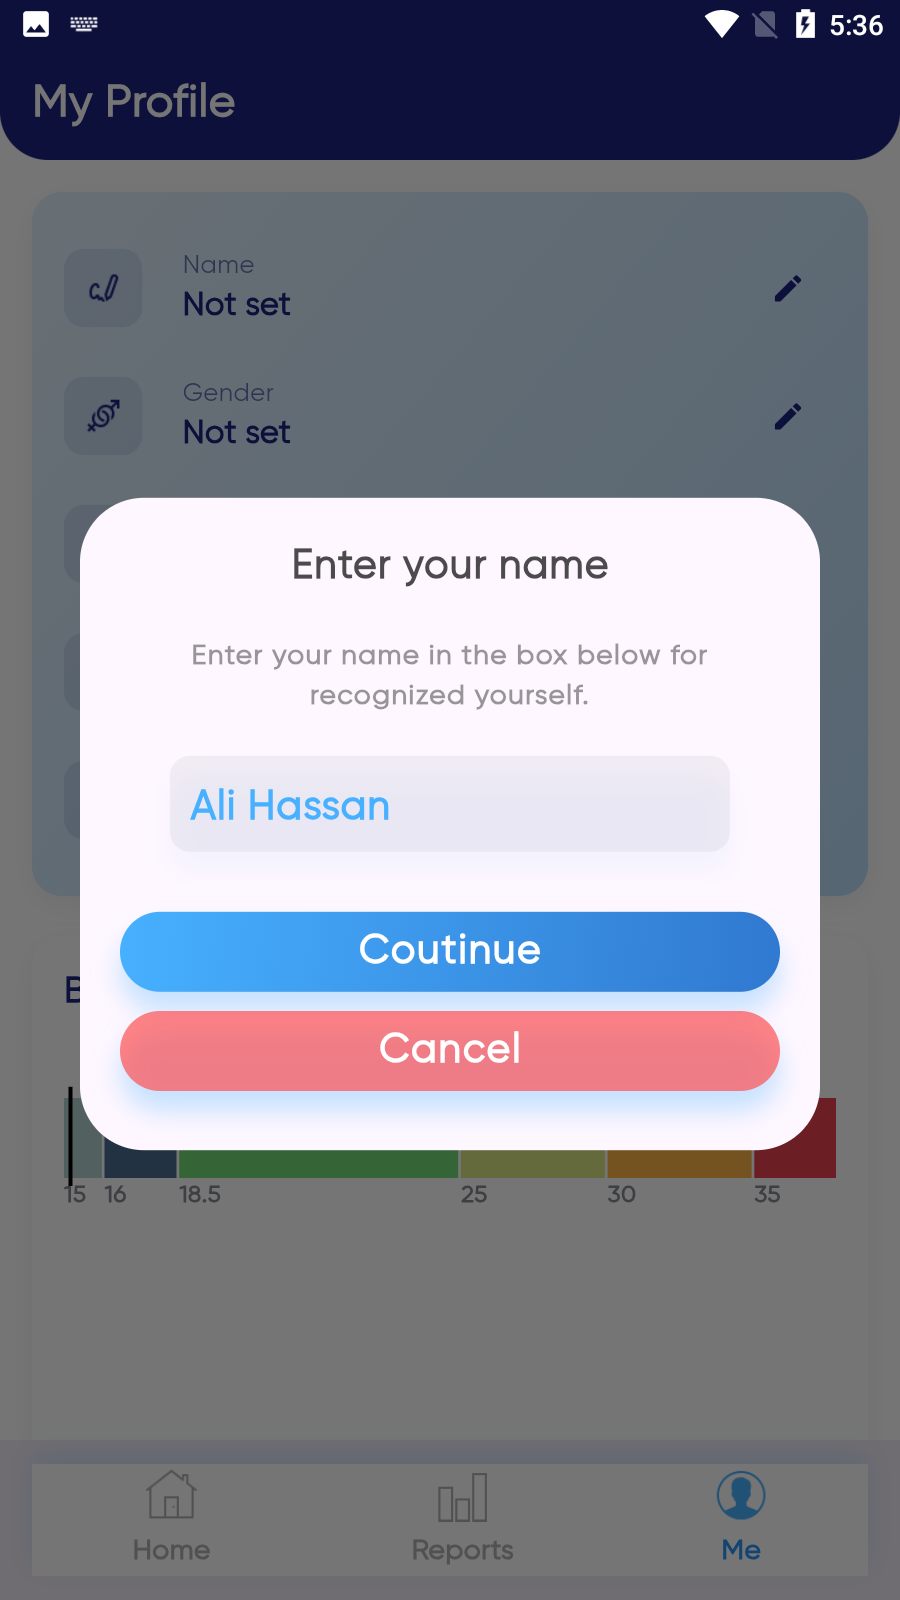 5:36
My Profile
Name
Not set
Gender
Not set
Enter your name
Enter your name in the box below for
recognized yourself.
Ali Hassan
Coutinue
Cancel
B
15 16 18.5 25 30 35
Home Reports Me